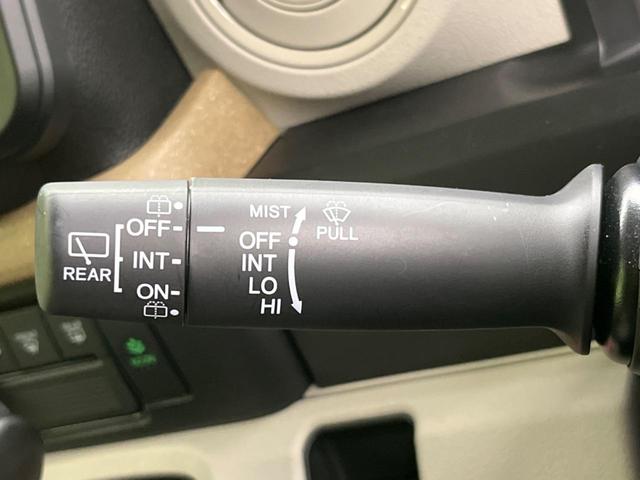 MIST
OFF
OFF
PULL
INT
INT
REAR
LO
ON
HI